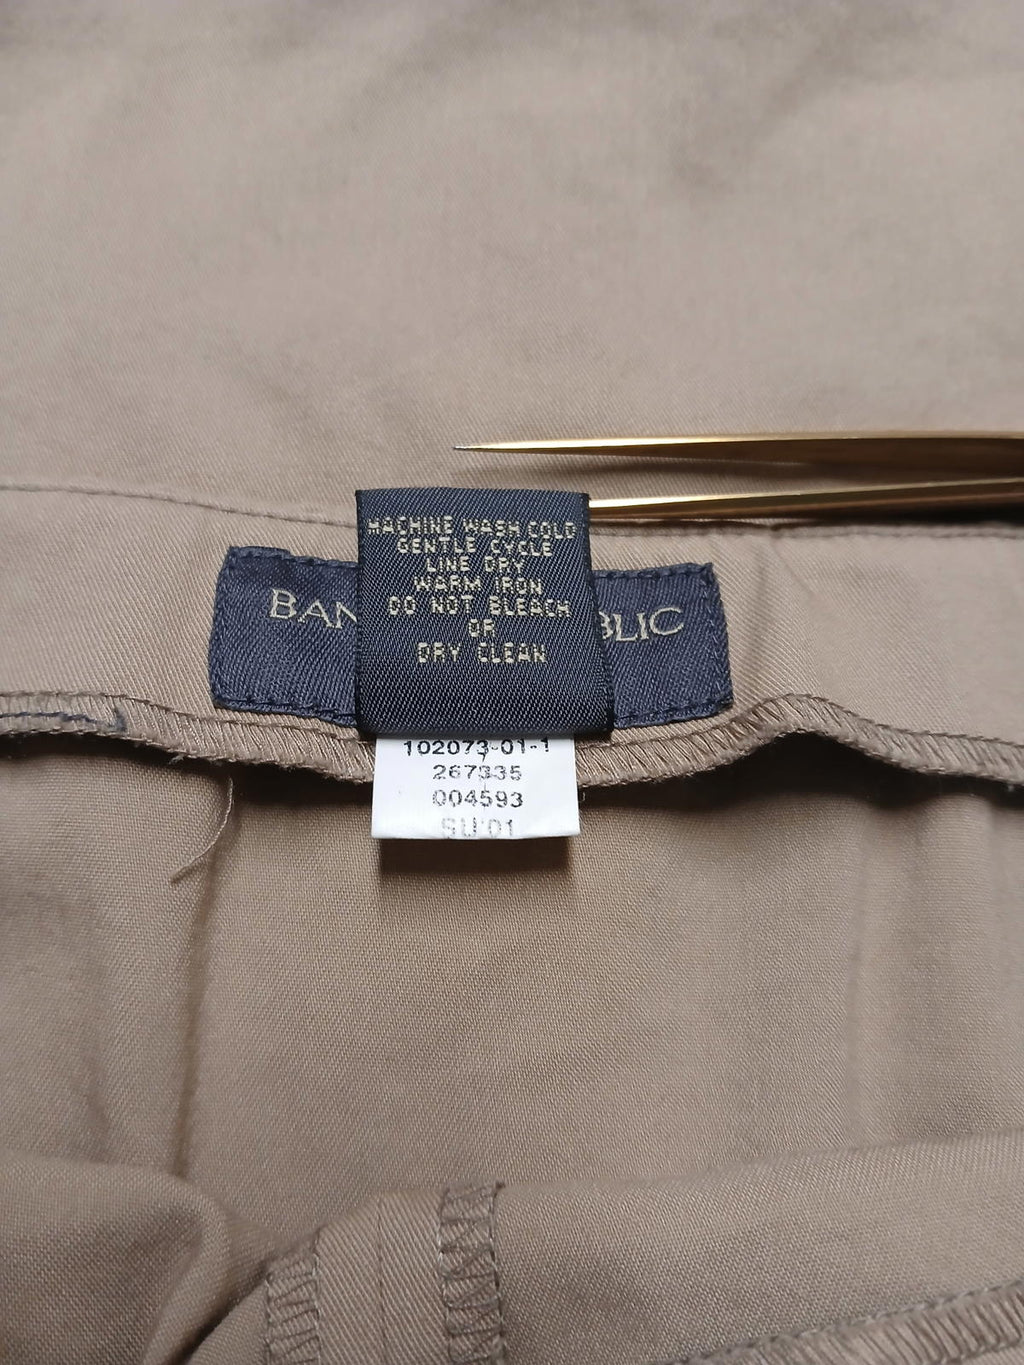 MACHINE WASH COLD
GENTLE CYCLE
LINE DRY
WARM IRON
DO NOT BLEACH
OR
DRY CLEAN
BAN BLIC
102073-01-1
267335
004593
SU'01